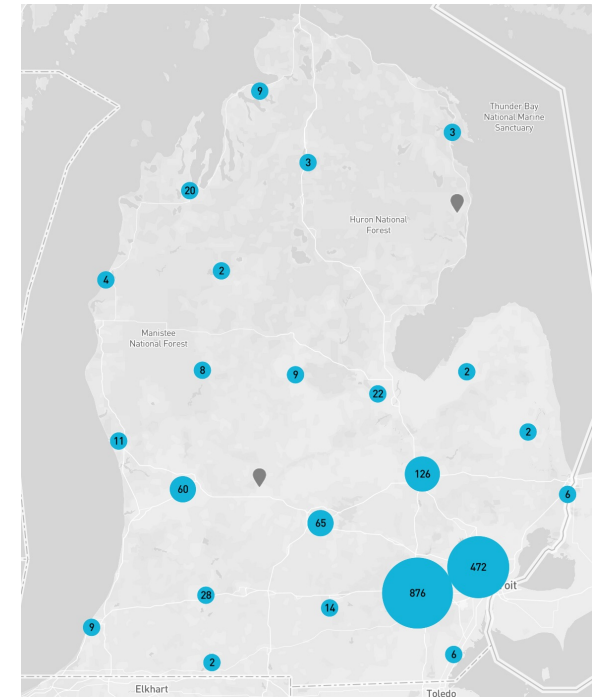 9
Thunder Bay
National Marine
Sanctuary
3
3
20
Huron National
Forest
2
4
Manistee
National Forest
8
9
2
22
2
11
126
60
6
65
472
oit
876
28
14
9
6
2
Elkhart
Toledo